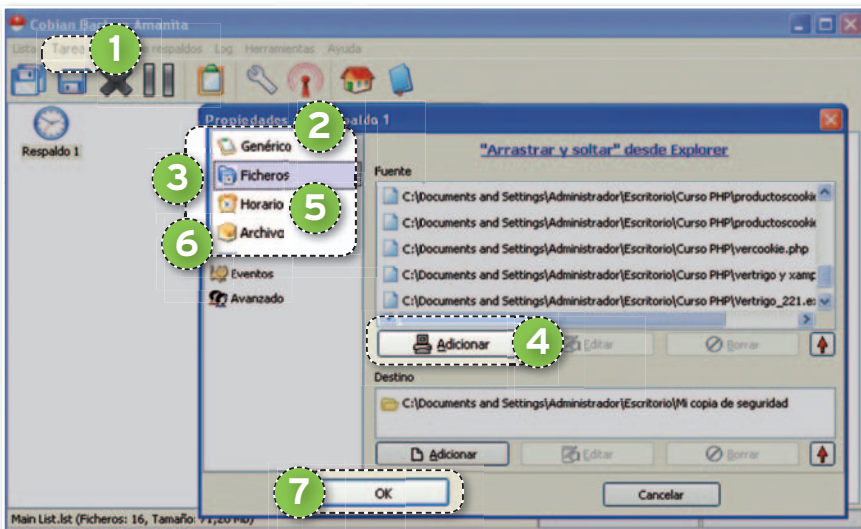 Cobian Backup Amanita
Lista Tarea respaldos Log Herramientas Ayuda
1
Respaldo 1
Propiedades 1
2
Genérico
3
Ficheros
Horario
5
6
Archivo
Eventos
Avanzado
"Arrastrar y soltar" desde Explorer
Fuente
C:\Documents and Settings\Administrador\Escritorio\Curso PHP\productoscookie
C:\Documents and Settings\Administrador\Escritorio\Curso PHP\productoscookie
C:\Documents and Settings\Administrador\Escritorio\Curso PHP\vercookie.php
C:\Documents and Settings\Administrador\Escritorio\Curso PHP\vertrigo y xamp
C:\Documents and Settings\Administrador\Escritorio\Curso PHP\Vertrigo_221.e
Adicionar 4 Editar Borrar
Destino
C:\Documents and Settings\Administrador\Escritorio\Mi copia de seguridad
Adicionar Editar Borrar
7
OK Cancelar
Main List.lst (Ficheros: 16, Tamaño: 71,20 MB)